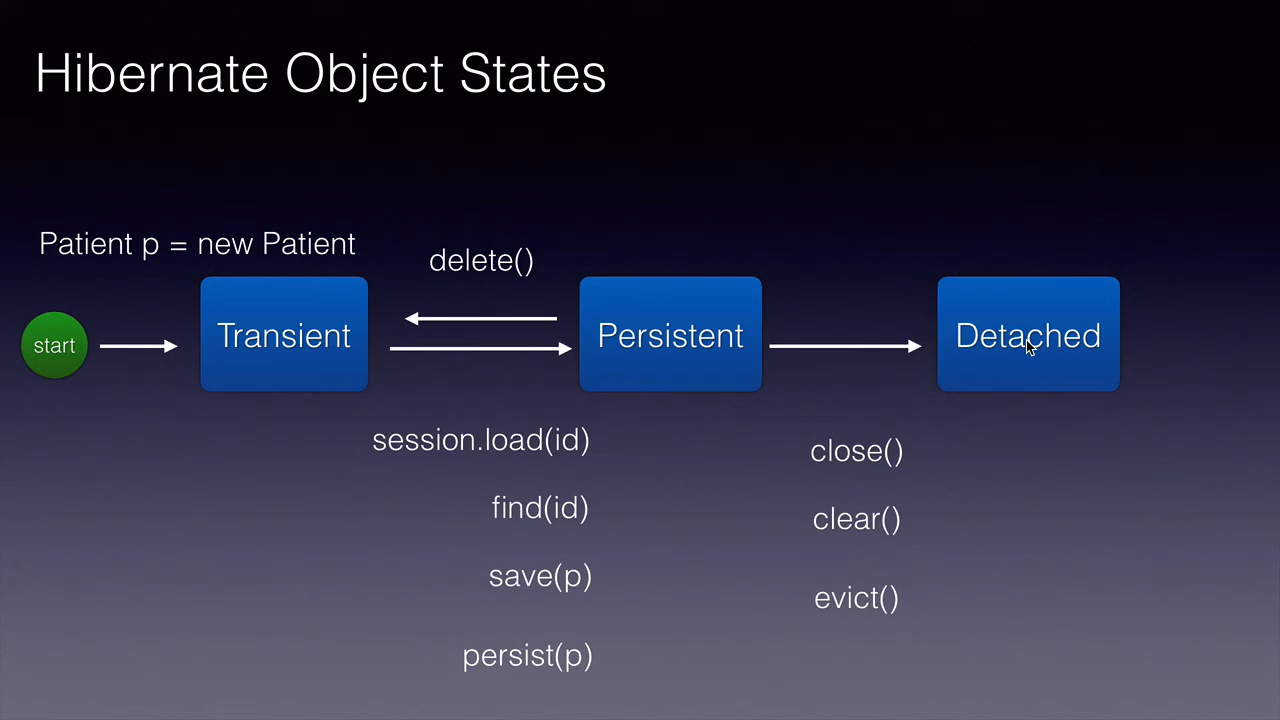 Hibernate Object States
Patient p = new Patient
delete()
start
Transient
Persistent
Detached
session.load(id)
find(id)
save(p)
persist(p)
close()
clear()
evict()